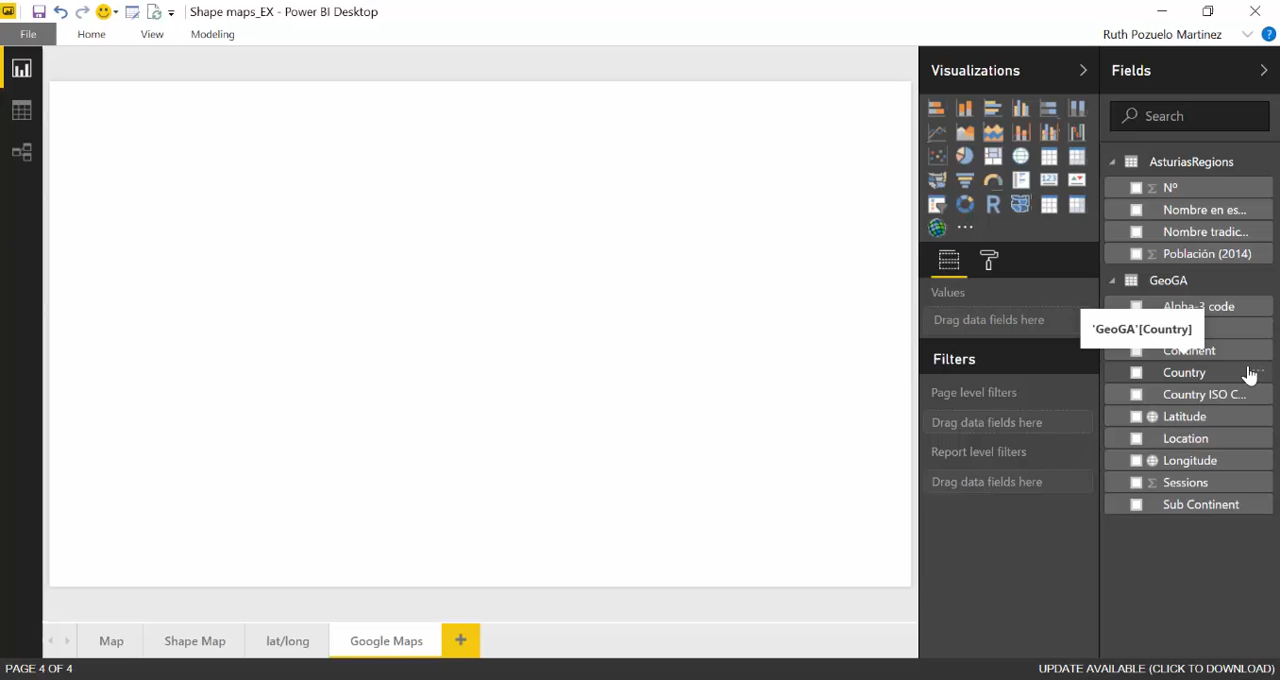 Shape maps_EX - Power BI Desktop
File
Home
View
Modeling
Ruth Pozuelo Martinez
?
Visualizations
Fields
Search
AsturiasRegions
Nº
Nombre en es...
Nombre tradic...
Población (2014)
GeoGA
Alpha-3 code
'GeoGA'[Country]
Continent
Country
Country ISO C...
Latitude
Location
Longitude
Sessions
Sub Continent
123
R
Values
Drag data fields here
Filters
Page level filters
Drag data fields here
Report level filters
Drag data fields here
Map
Shape Map
lat/long
Google Maps
+
PAGE 4 OF 4
UPDATE AVAILABLE (CLICK TO DOWNLOAD)